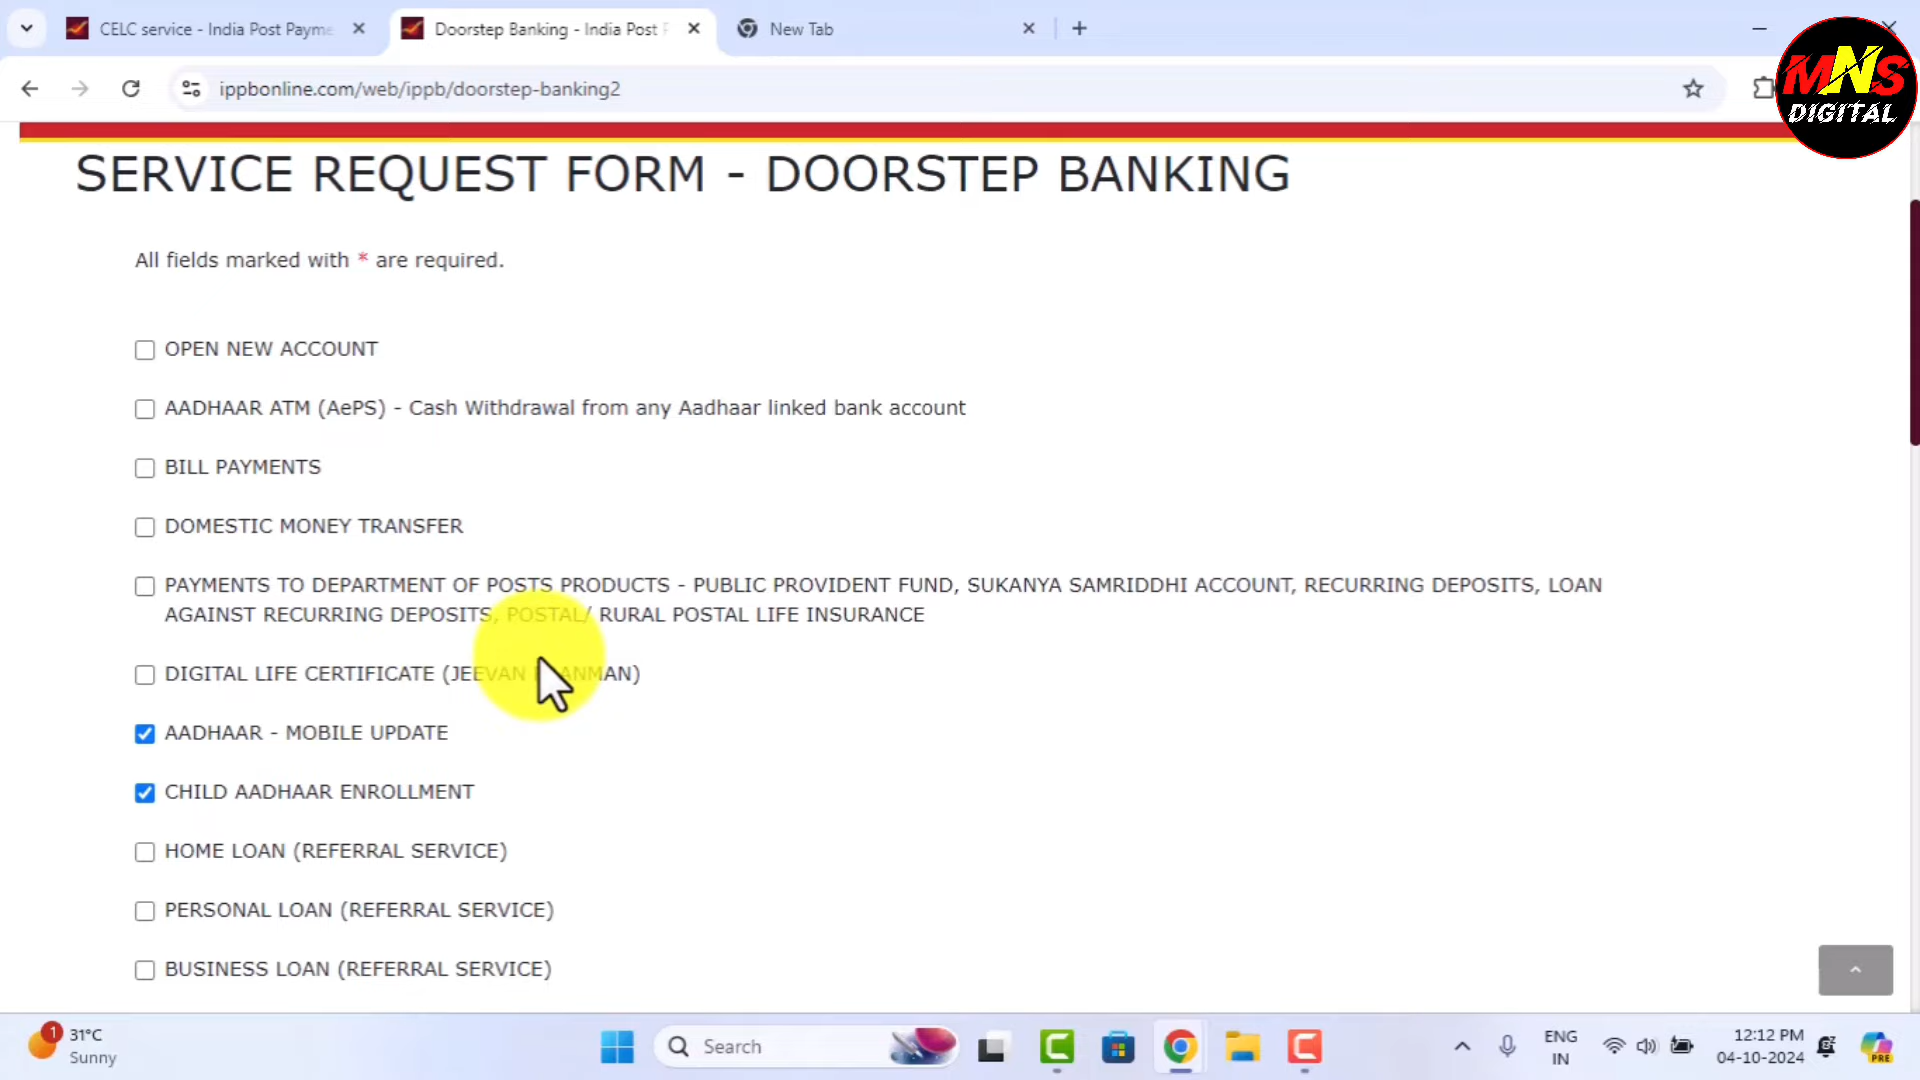 CELC service - India Post Payme
Doorstep Banking - India Post P
New Tab
ippbonline.com/web/ippb/doorstep-banking2
MNS
DIGITAL
SERVICE REQUEST FORM - DOORSTEP BANKING
All fields marked with * are required.
OPEN NEW ACCOUNT
AADHAAR ATM (AePS) - Cash Withdrawal from any Aadhaar linked bank account
BILL PAYMENTS
DOMESTIC MONEY TRANSFER
PAYMENTS TO DEPARTMENT OF POSTS PRODUCTS - PUBLIC PROVIDENT FUND, SUKANYA SAMRIDDHI ACCOUNT, RECURRING DEPOSITS, LOAN
AGAINST RECURRING DEPOSITS, POSTAL/ RURAL POSTAL LIFE INSURANCE
DIGITAL LIFE CERTIFICATE (JEEVAN
AADHAAR - MOBILE UPDATE
CHILD AADHAAR ENROLLMENT
HOME LOAN (REFERRAL SERVICE)
PERSONAL LOAN (REFERRAL SERVICE)
BUSINESS LOAN (REFERRAL SERVICE)
1
31°C
Sunny
Search
ENG
IN
12:12 PM
04-10-2024
PRE